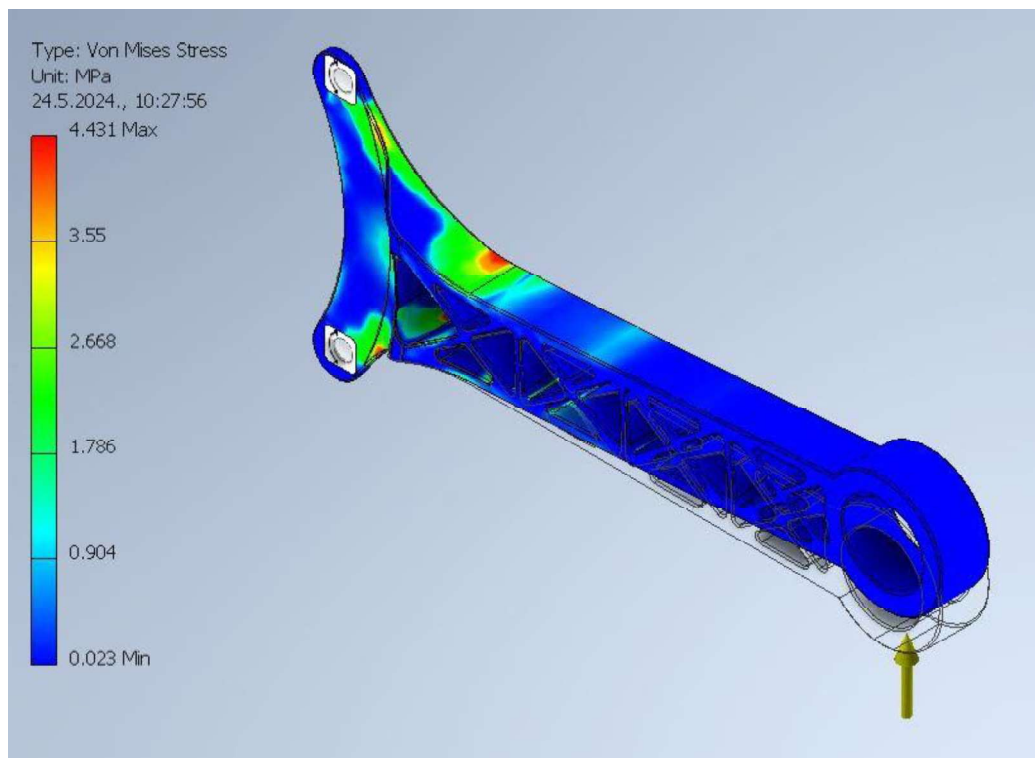 Type: Von Mises Stress
Unit: MPa
24.5.2024., 10:27:56
4.431 Max
3.55
2.668
1.786
0.904
0.023 Min